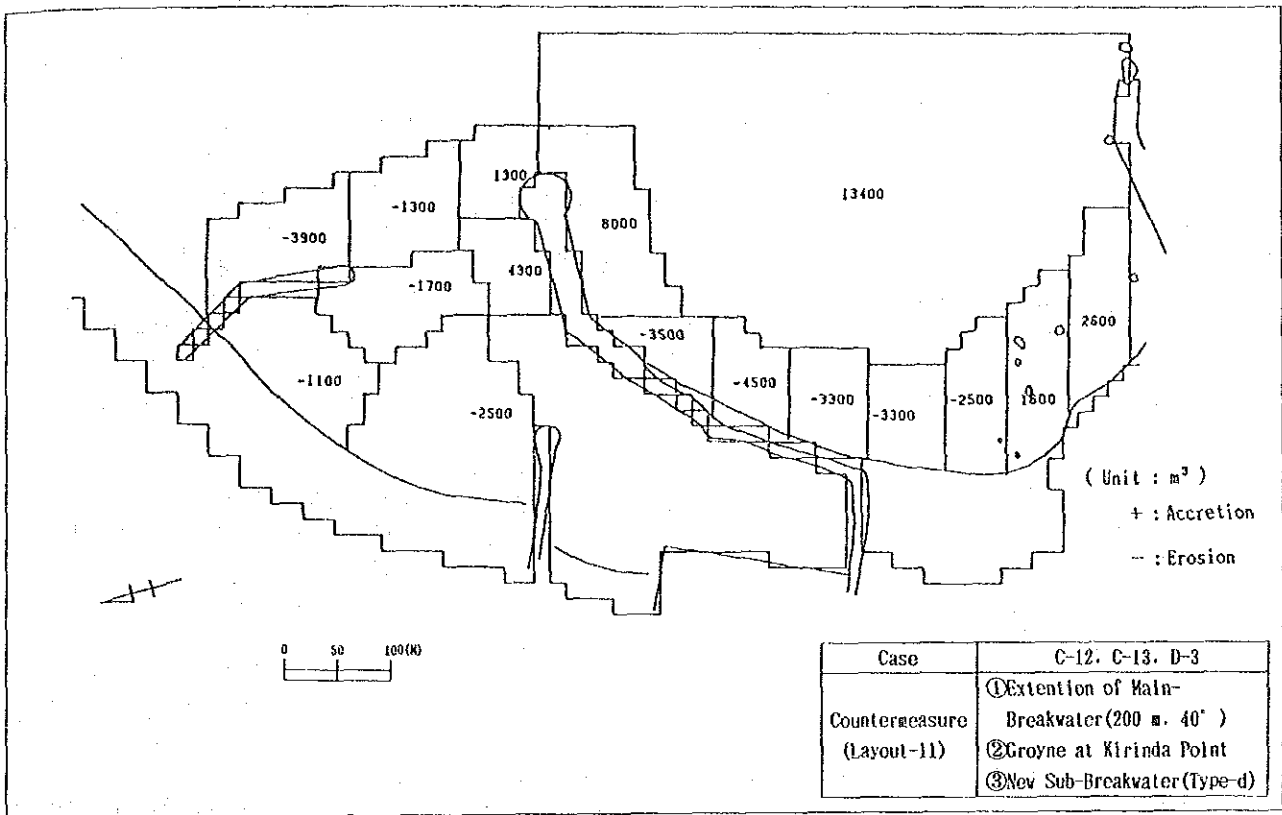 1300
-1300
-3900
8000
13400
4300
-1700
-3500
2600
-1100
-2500
-4500
-3300
-3300
-2500
1800
( Unit : m³ )
+ : Accretion
- : Erosion
0 50 100(M)
Case C-12. C-13. D-3
Countermeasure
(Layout-11)
①Extention of Main-
Breakwater(200 m. 40° )
②Groyne at Kirinda Point
③New Sub-Breakwater(Type-d)